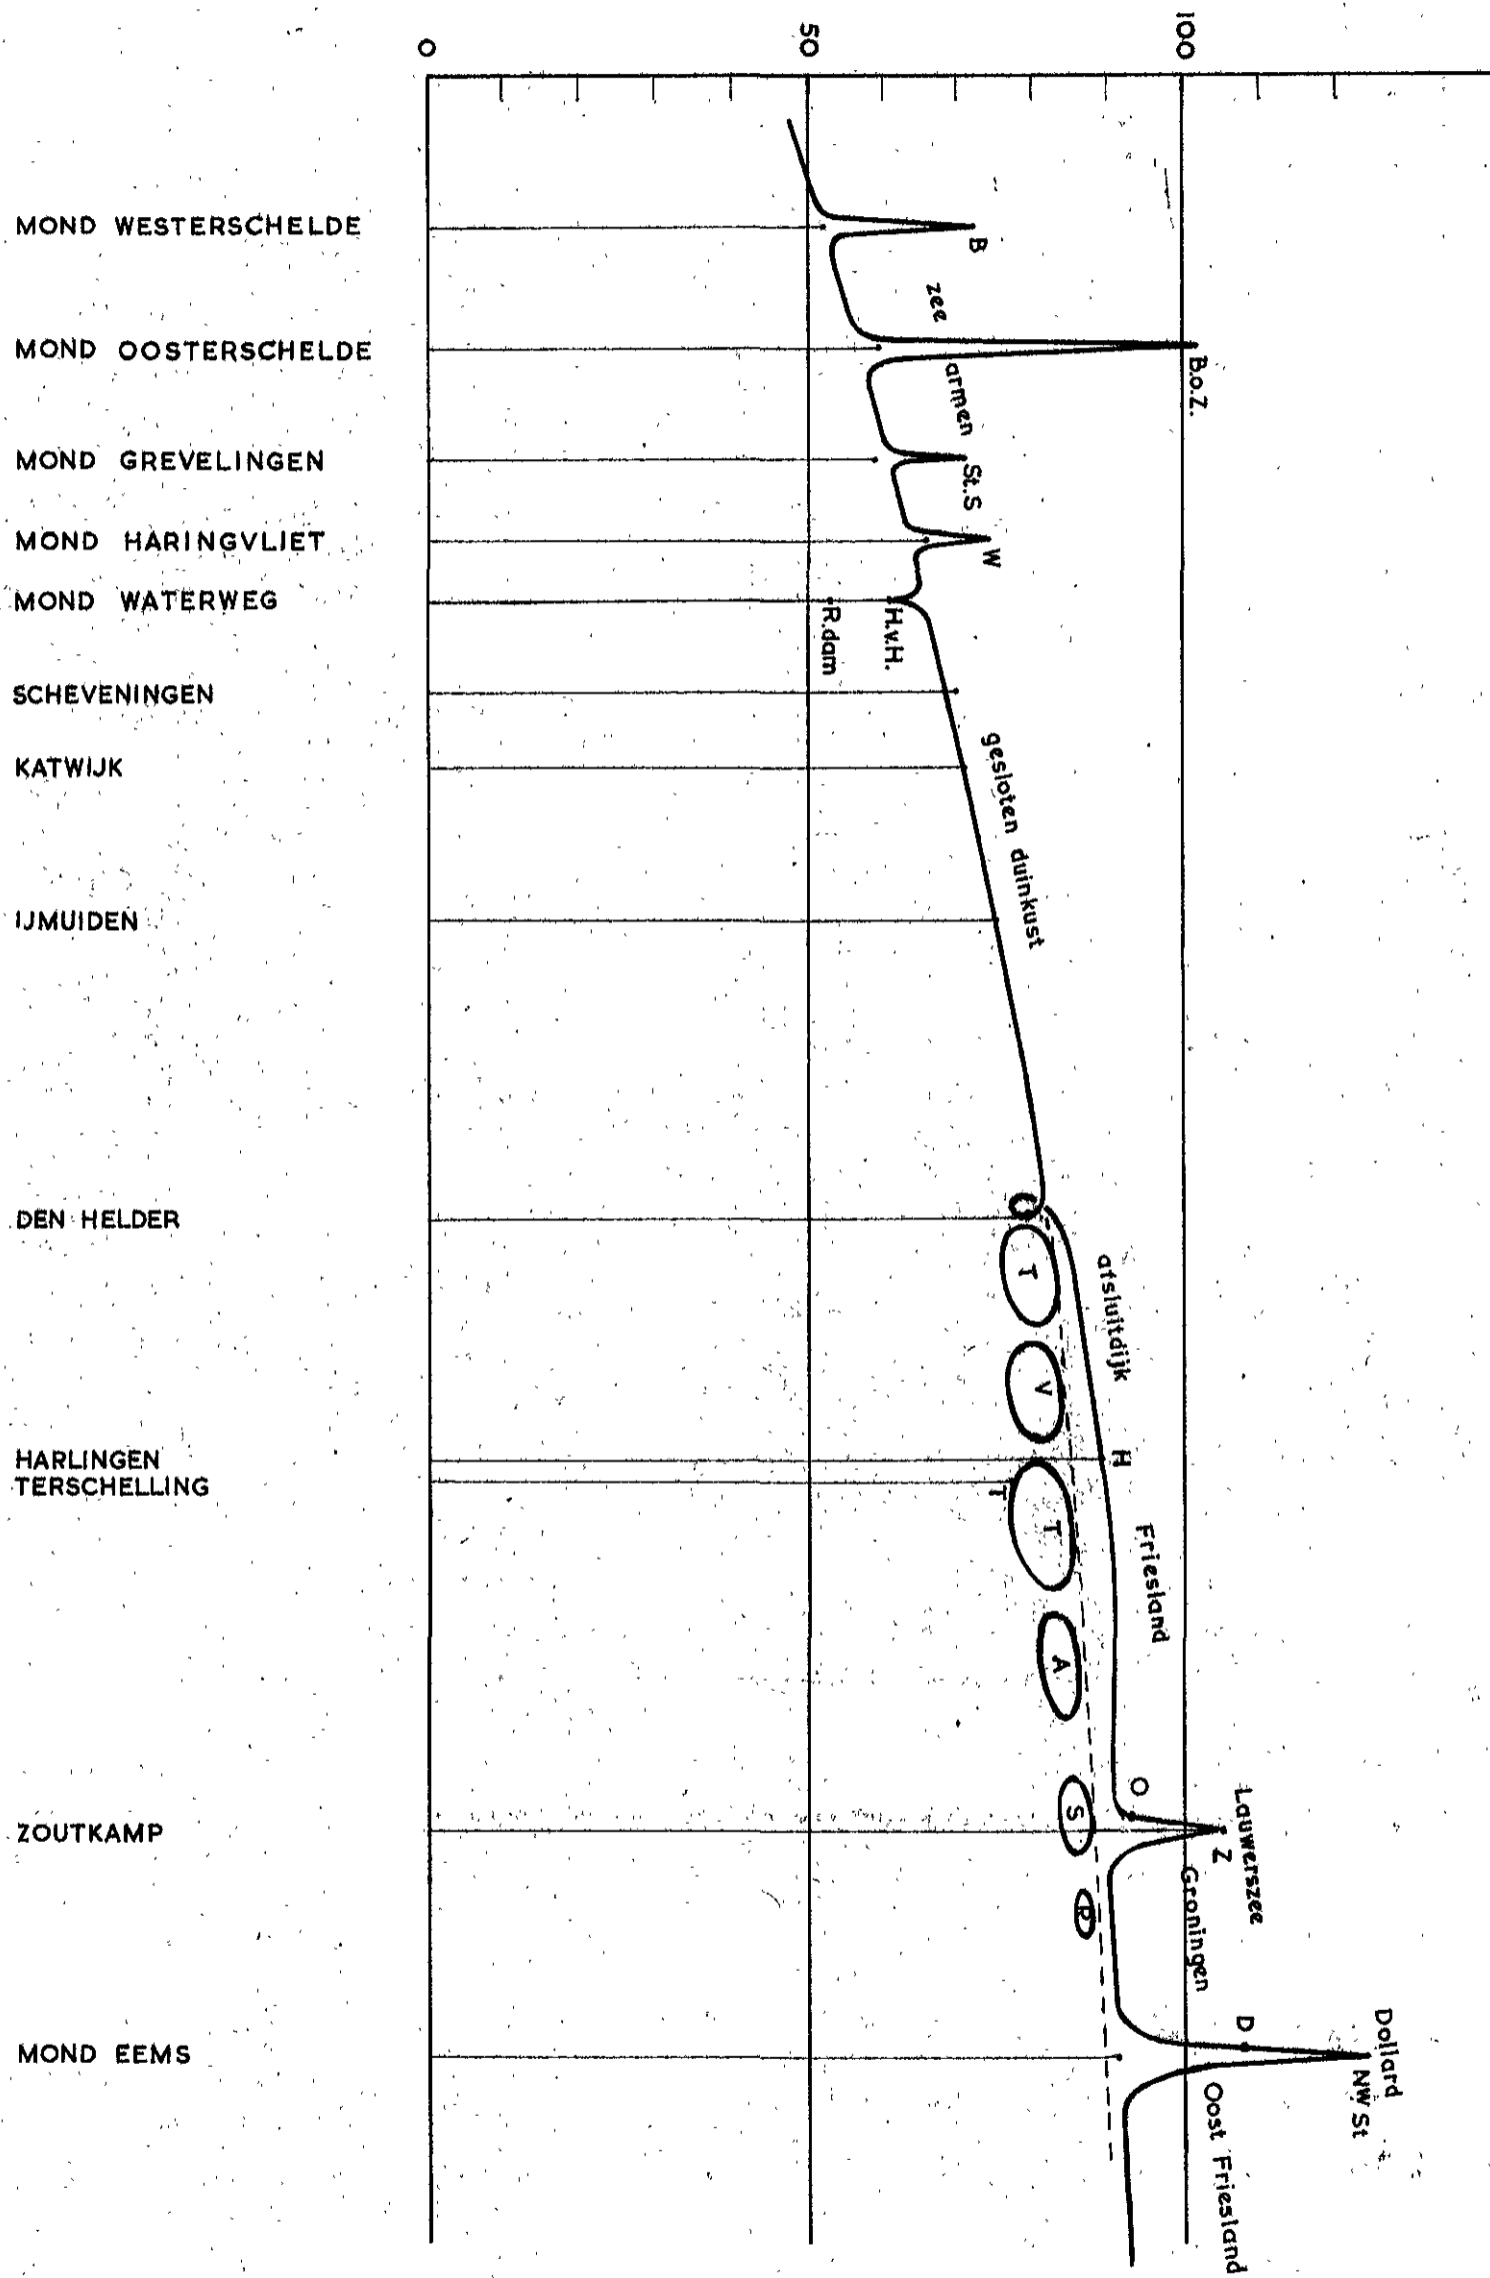 0
50
100
MOND WESTERSCHELDE
B
zee
MOND OOSTERSCHELDE
B.o.Z.
armen
MOND GREVELINGEN
St.S
MOND HARINGVLIET
W
MOND WATERWEG
R.dam
H.v.H.
SCHEVENINGEN
gesloten duinkust
KATWIJK
IJMUIDEN
DEN HELDER
T
afsluitdijk
V
HARLINGEN
H
TERSCHELLING
T
T
Friesland
A
O
S
Lauwerszee
ZOUTKAMP
Z
Groningen
R
D
Dollard
MOND EEMS
NW St
Oost Friesland